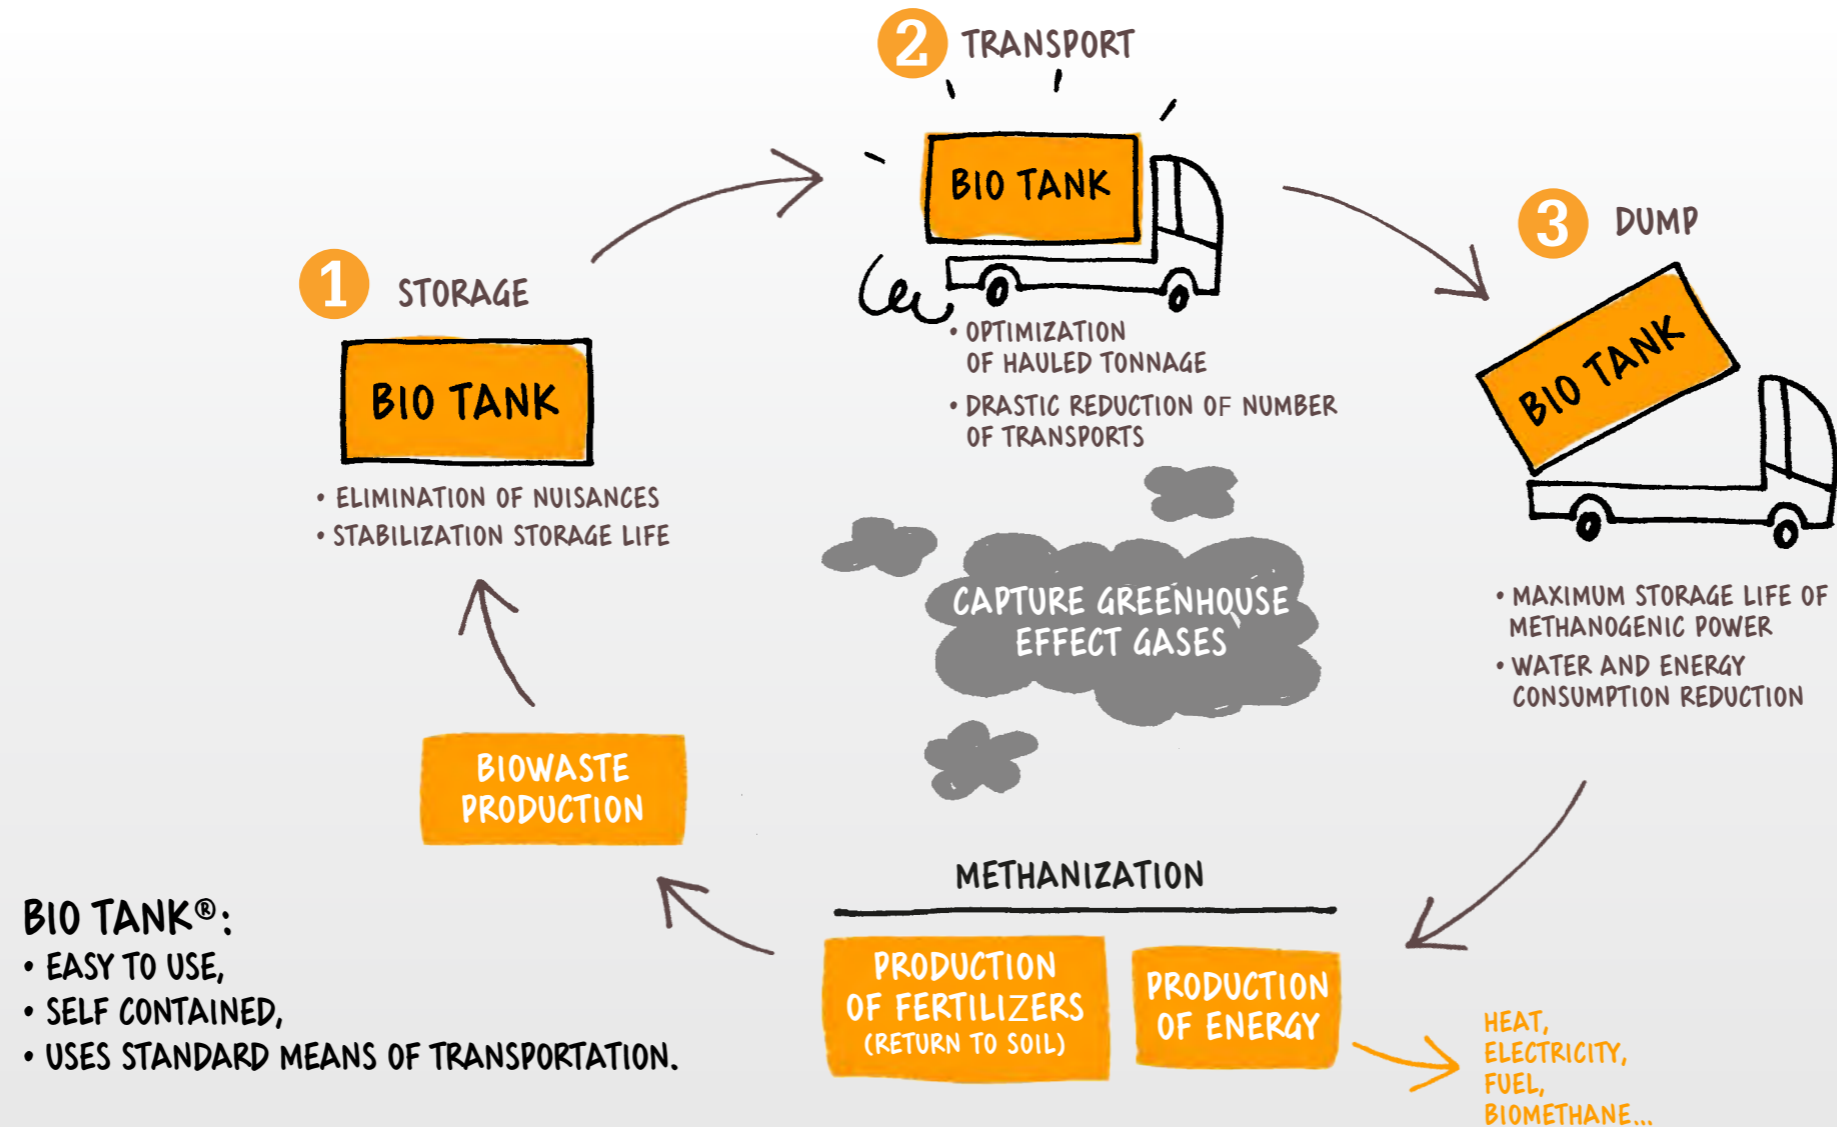 1 STORAGE
BIO TANK
• ELIMINATION OF NUISANCES
• STABILIZATION STORAGE LIFE
2 TRANSPORT
BIO TANK
• OPTIMIZATION
OF HAULED TONNAGE
• DRASTIC REDUCTION OF NUMBER
OF TRANSPORTS
3 DUMP
BIO TANK
• MAXIMUM STORAGE LIFE OF
METHANOGENIC POWER
• WATER AND ENERGY
CONSUMPTION REDUCTION
CAPTURE GREENHOUSE
EFFECT GASES
METHANIZATION
PRODUCTION
OF FERTILIZERS
(RETURN TO SOIL)
PRODUCTION
OF ENERGY
HEAT,
ELECTRICITY,
FUEL,
BIOMETHANE...
BIOWASTE
PRODUCTION
BIO TANK®:
• EASY TO USE,
• SELF CONTAINED,
• USES STANDARD MEANS OF TRANSPORTATION.